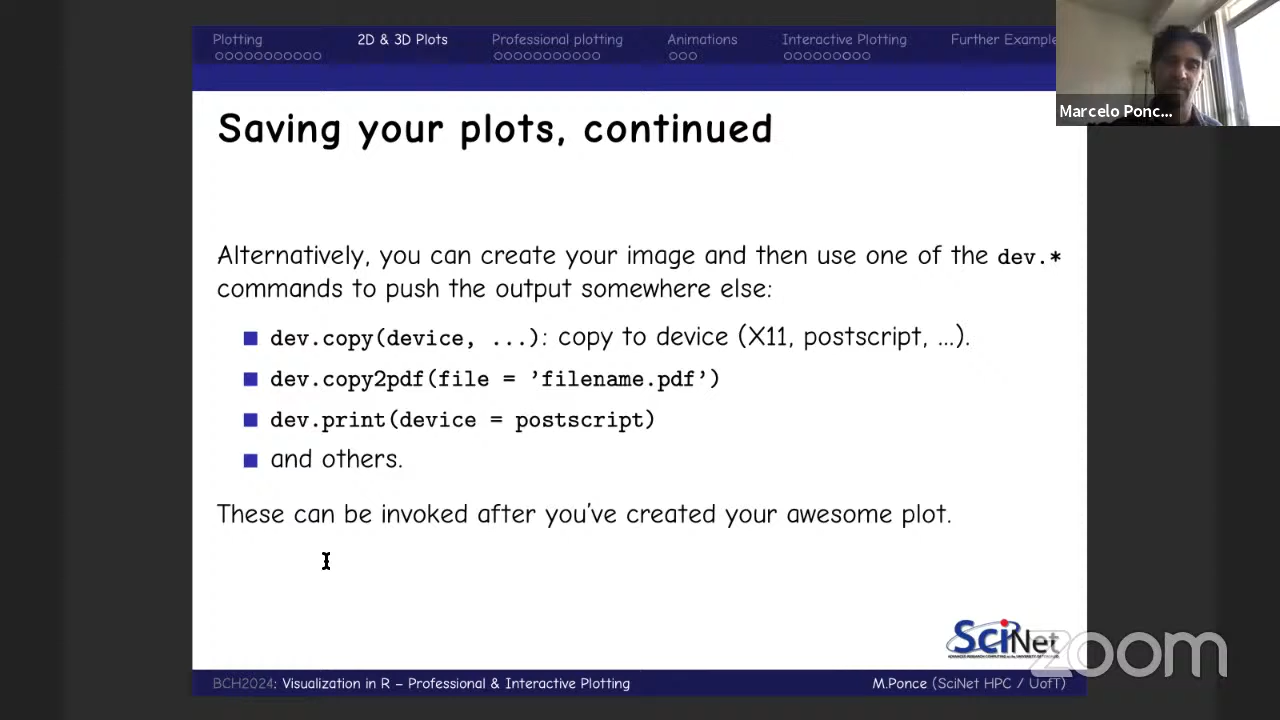 Plotting 2D & 3D Plots Professional plotting Animations Interactive Plotting Further Example
Marcelo Ponc...
Saving your plots, continued
Alternatively, you can create your image and then use one of the dev.*
commands to push the output somewhere else:
dev.copy(device, ...): copy to device (X11, postscript, ...).
dev.copy2pdf(file = ’filename.pdf’)
dev.print(device = postscript)
and others.
These can be invoked after you've created your awesome plot.
SciNet
zoom
BCH2024: Visualization in R – Professional & Interactive Plotting M.Ponce (SciNet HPC / UofT)